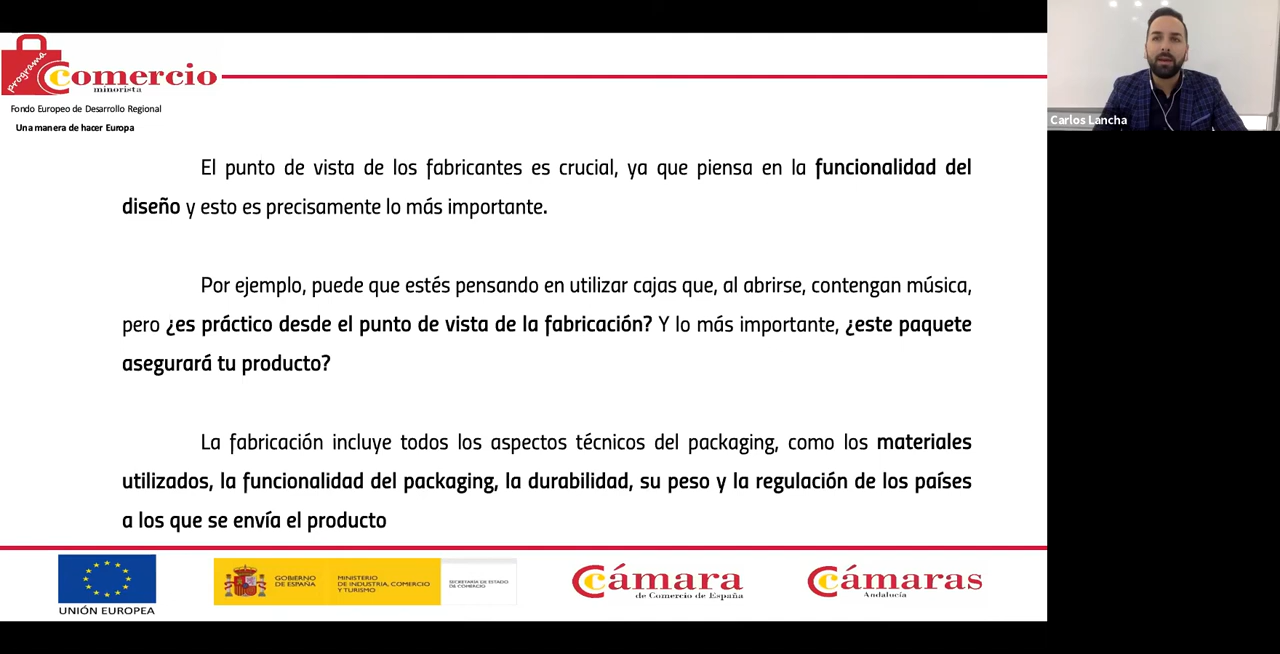 programa
Comercio
minorista
Fondo Europeo de Desarrollo Regional
Una manera de hacer Europa
Carlos Lancha
El punto de vista de los fabricantes es crucial, ya que piensa en la funcionalidad del
diseño y esto es precisamente lo más importante.
Por ejemplo, puede que estés pensando en utilizar cajas que, al abrirse, contengan música,
pero ¿es práctico desde el punto de vista de la fabricación? Y lo más importante, ¿este paquete
asegurará tu producto?
La fabricación incluye todos los aspectos técnicos del packaging, como los materiales
utilizados, la funcionalidad del packaging, la durabilidad, su peso y la regulación de los países
a los que se envía el producto
UNIÓN EUROPEA
GOBIERNO
DE ESPAÑA
MINISTERIO
DE INDUSTRIA, COMERCIO
Y TURISMO
SECRETARÍA DE ESTADO
DE COMERCIO
Cámara
de Comercio de España
Cámaras
Andalucía